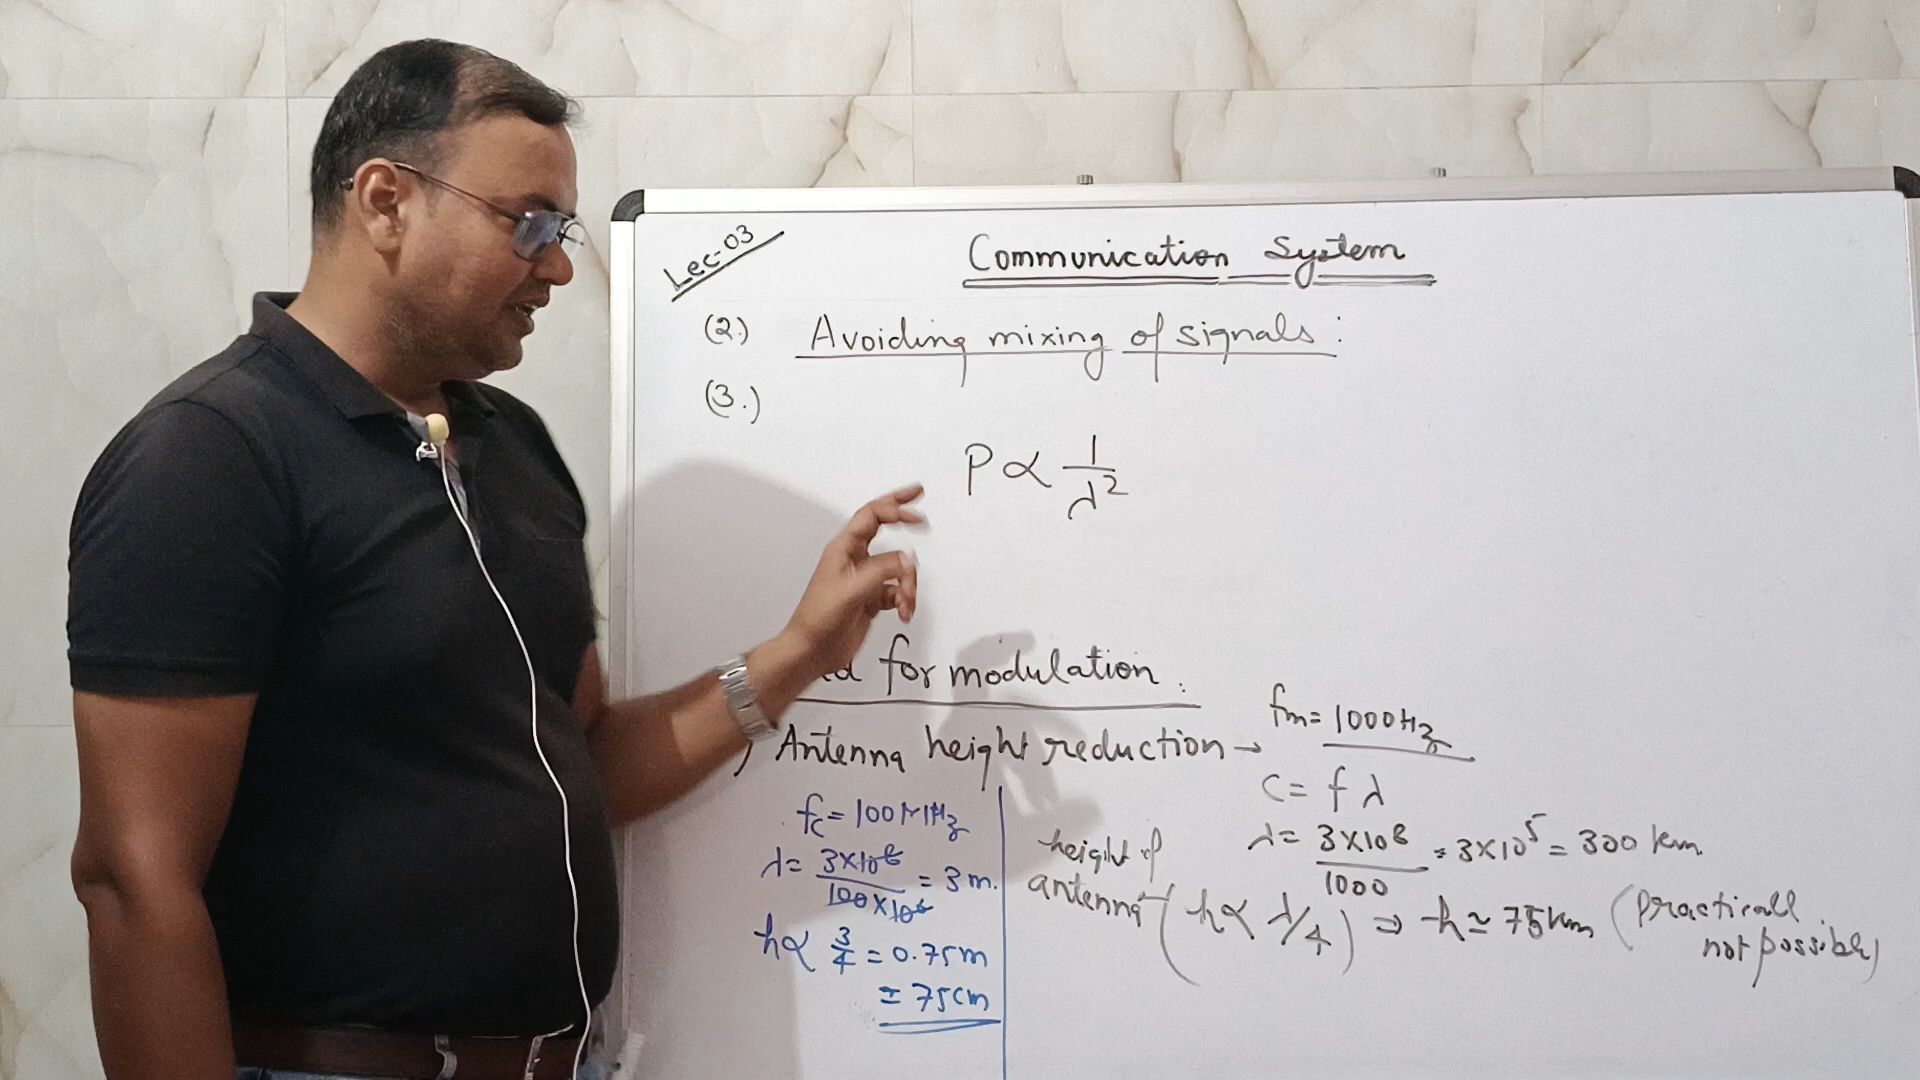 Lec-03
Communication System
(2.) Avoiding mixing of signals :
(3.)
P ∝ 1/λ²
for modulation.
Antenna height reduction →
fm = 1000Hz
c = f λ
λ = 3×10⁸/1000 = 3×10⁵ = 300 km.
height of
antenna (h ∝ λ/4) ⇒ h ≃ 75km (Practicall
not possible)
fc = 100MHz
λ = 3×10⁸/100×10⁶ = 3 m.
h ∝ 3/4 = 0.75m
= 75cm